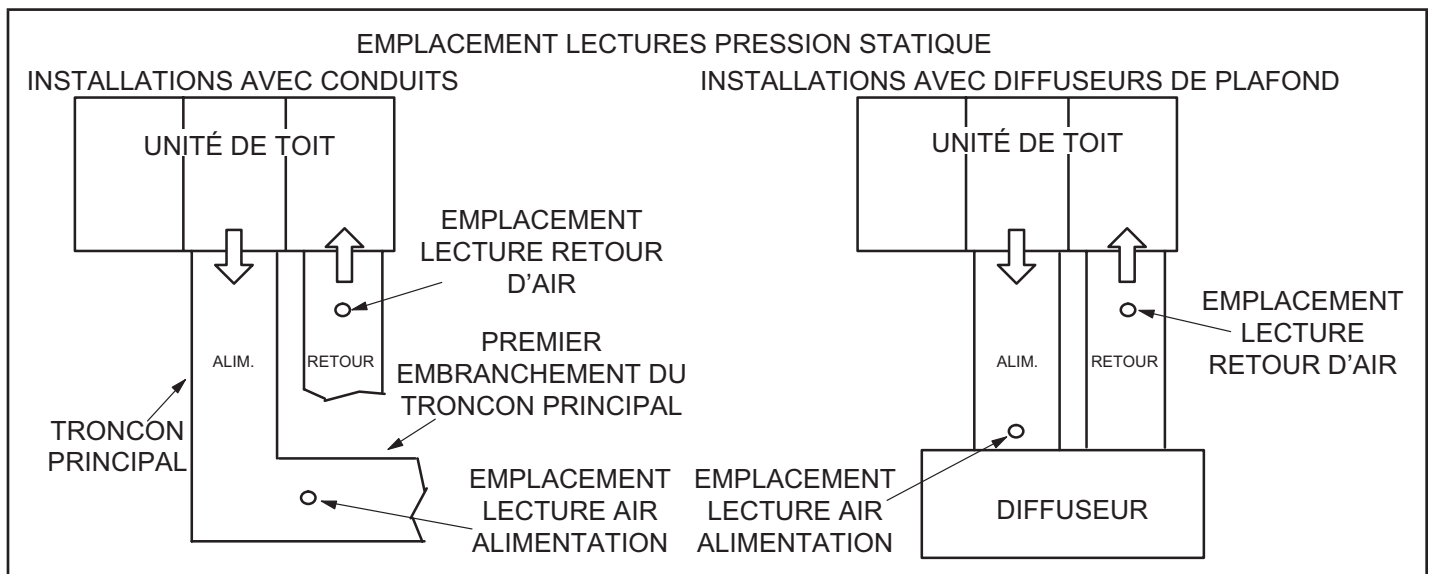 EMPLACEMENT LECTURES PRESSION STATIQUE
INSTALLATIONS AVEC CONDUITS
UNITÉ DE TOIT
EMPLACEMENT
LECTURE RETOUR
D'AIR
ALIM.
RETOUR
PREMIER
EMBRANCHEMENT DU
TRONCON PRINCIPAL
TRONCON
PRINCIPAL
EMPLACEMENT
LECTURE AIR
ALIMENTATION
INSTALLATIONS AVEC DIFFUSEURS DE PLAFOND
UNITÉ DE TOIT
EMPLACEMENT
LECTURE
RETOUR D'AIR
ALIM.
RETOUR
EMPLACEMENT
LECTURE AIR
ALIMENTATION
DIFFUSEUR